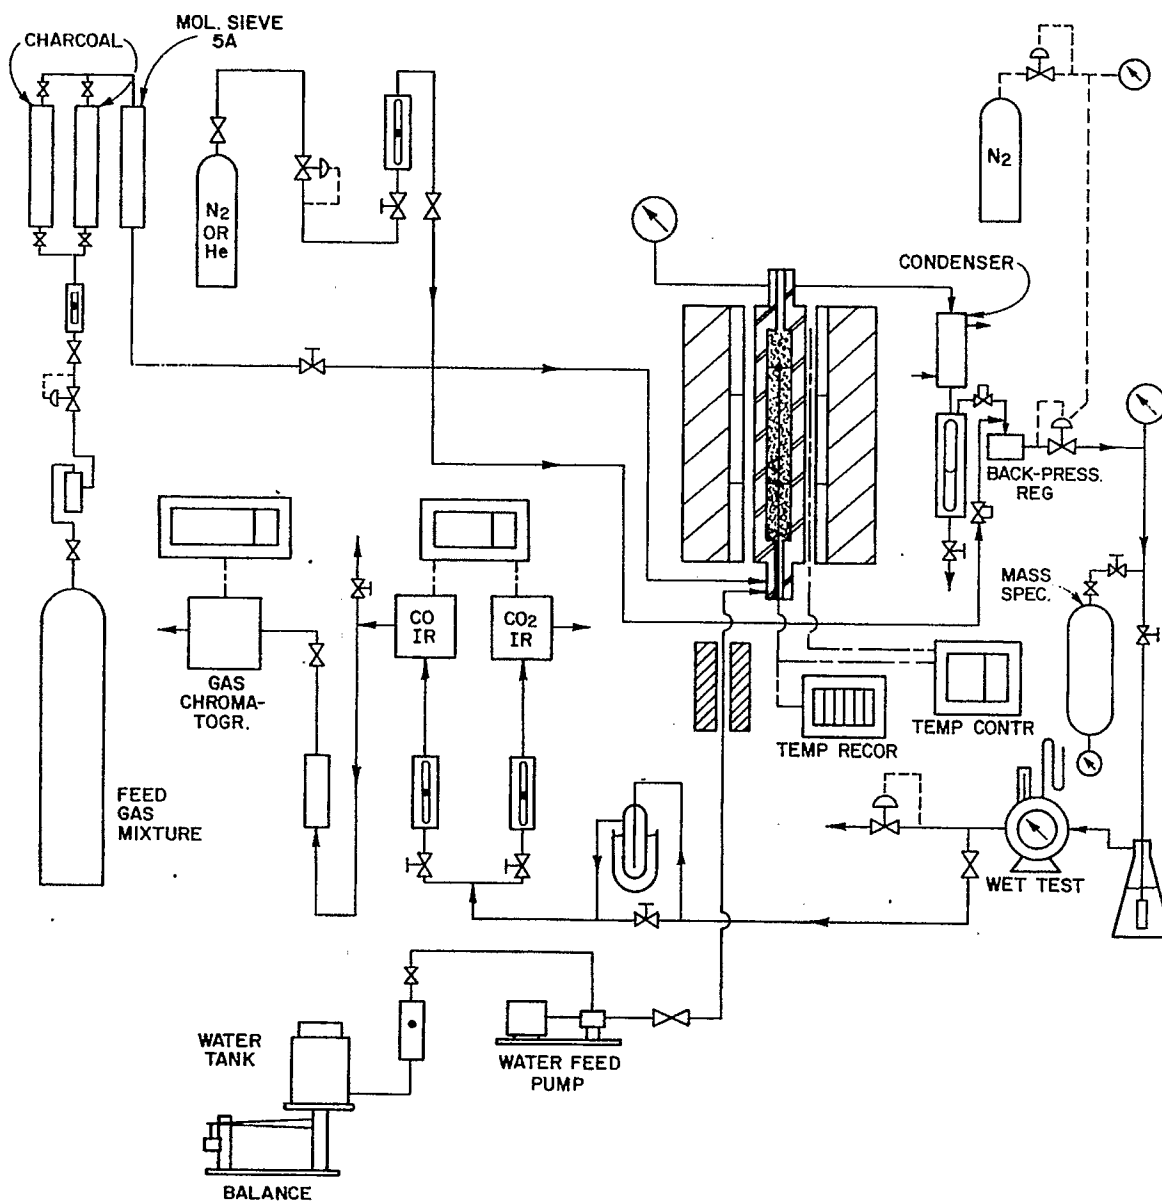 MOL. SIEVE
5A
CHARCOAL
N2
OR
He
N2
CONDENSER
BACK-PRESS.
REG
MASS
SPEC.
CO
IR
CO2
IR
GAS
CHROMA-
TOGR.
TEMP CONTR
TEMP RECOR
FEED
GAS
MIXTURE
WET TEST
WATER
TANK
WATER FEED
PUMP
BALANCE